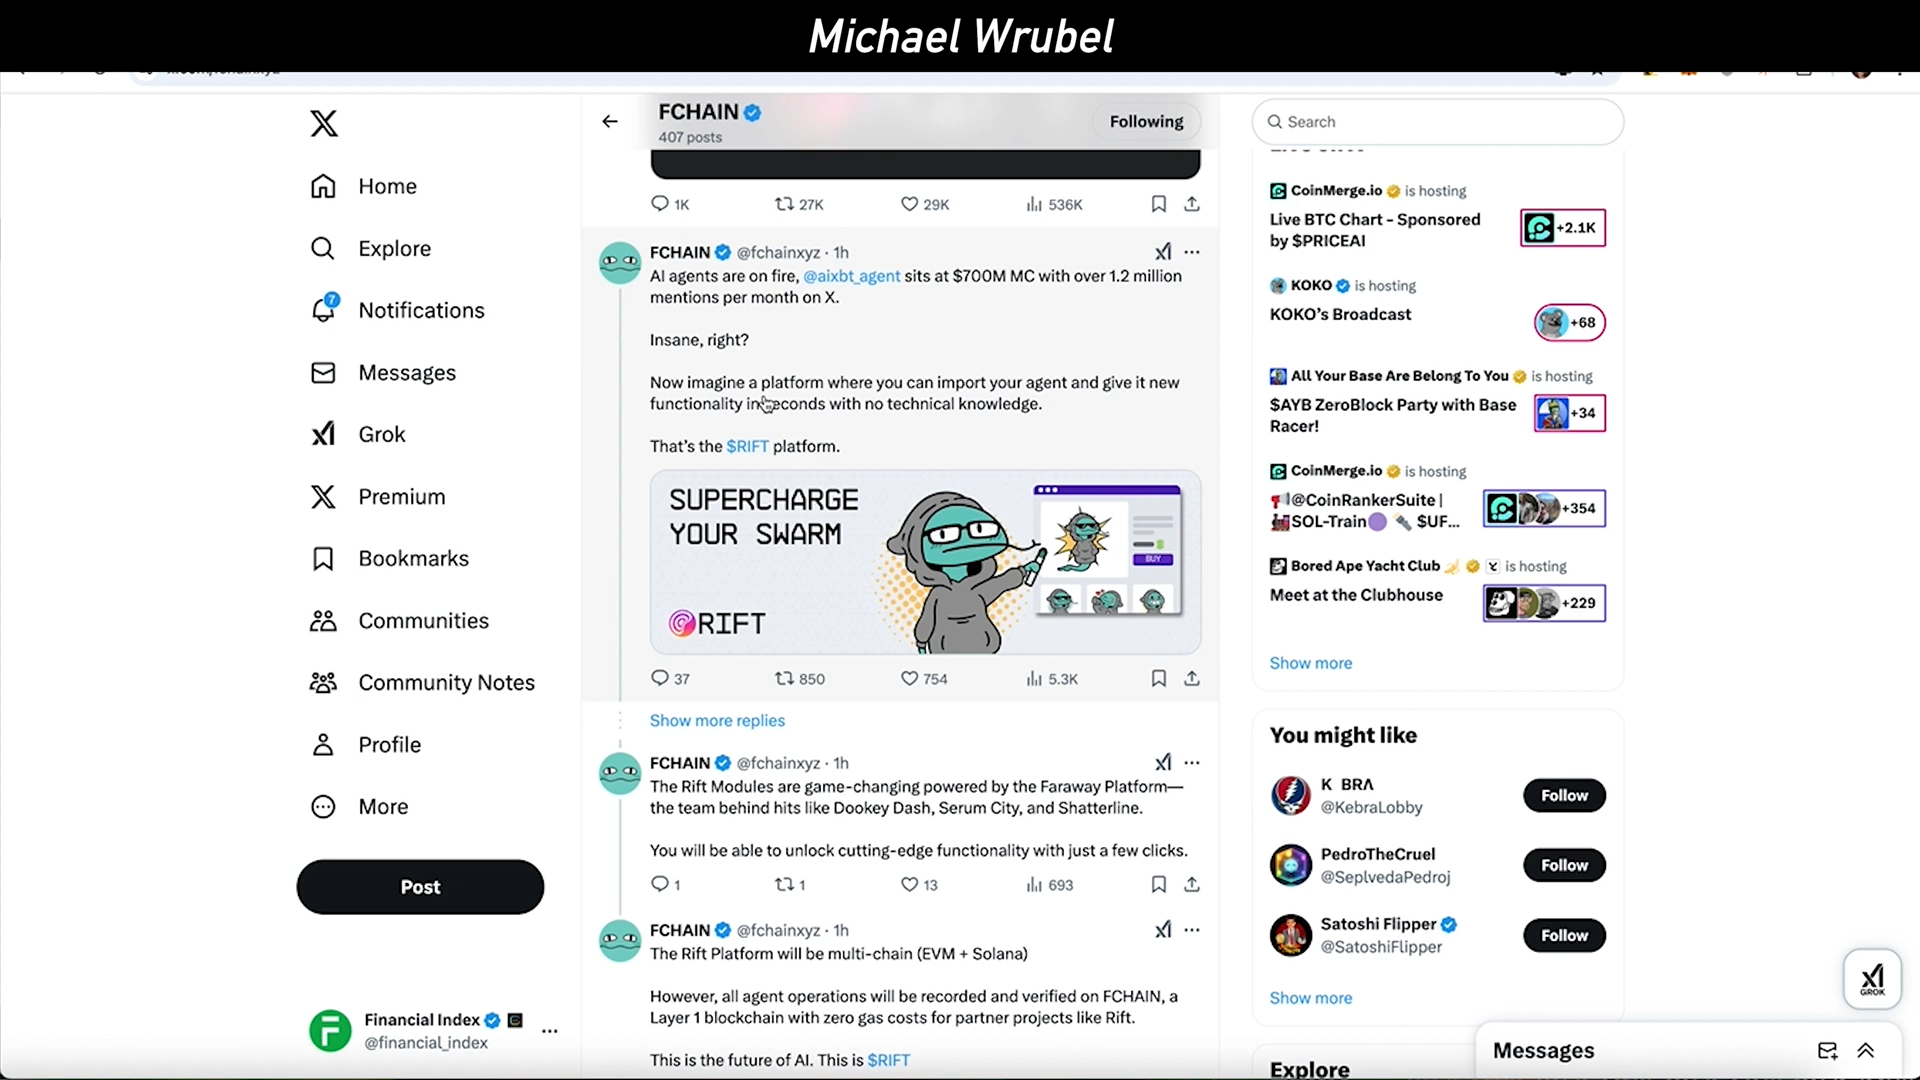 Michael Wrubel
FCHAIN
407 posts
Following
Search
1K
27K
29K
536K
Home
Explore
7
Notifications
Messages
Grok
Premium
Bookmarks
Communities
Community Notes
Profile
More
Post
Financial Index
@financial_index
FCHAIN @fchainxyz · 1h
AI agents are on fire, @aixbt_agent sits at $700M MC with over 1.2 million
mentions per month on X.
Insane, right?
Now imagine a platform where you can import your agent and give it new
functionality in seconds with no technical knowledge.
That's the $RIFT platform.
SUPERCHARGE
YOUR SWARM
BUY
RIFT
37
850
754
5.3K
Show more replies
FCHAIN @fchainxyz · 1h
The Rift Modules are game-changing powered by the Faraway Platform—
the team behind hits like Dookey Dash, Serum City, and Shatterline.
You will be able to unlock cutting-edge functionality with just a few clicks.
1
1
13
693
FCHAIN @fchainxyz · 1h
The Rift Platform will be multi-chain (EVM + Solana)
However, all agent operations will be recorded and verified on FCHAIN, a
Layer 1 blockchain with zero gas costs for partner projects like Rift.
This is the future of AI. This is $RIFT
CoinMerge.io is hosting
Live BTC Chart - Sponsored
by $PRICEAI
+2.1K
KOKO is hosting
KOKO's Broadcast
+68
All Your Base Are Belong To You is hosting
$AYB ZeroBlock Party with Base
Racer!
+34
CoinMerge.io is hosting
@CoinRankerSuite |
SOL-Train $UF...
+354
Bored Ape Yacht Club is hosting
Meet at the Clubhouse
+229
Show more
You might like
K BRΛ
@KebraLobby
Follow
PedroTheCruel
@SeplvedaPedroj
Follow
Satoshi Flipper
@SatoshiFlipper
Follow
Show more
GROK
Explore
Messages